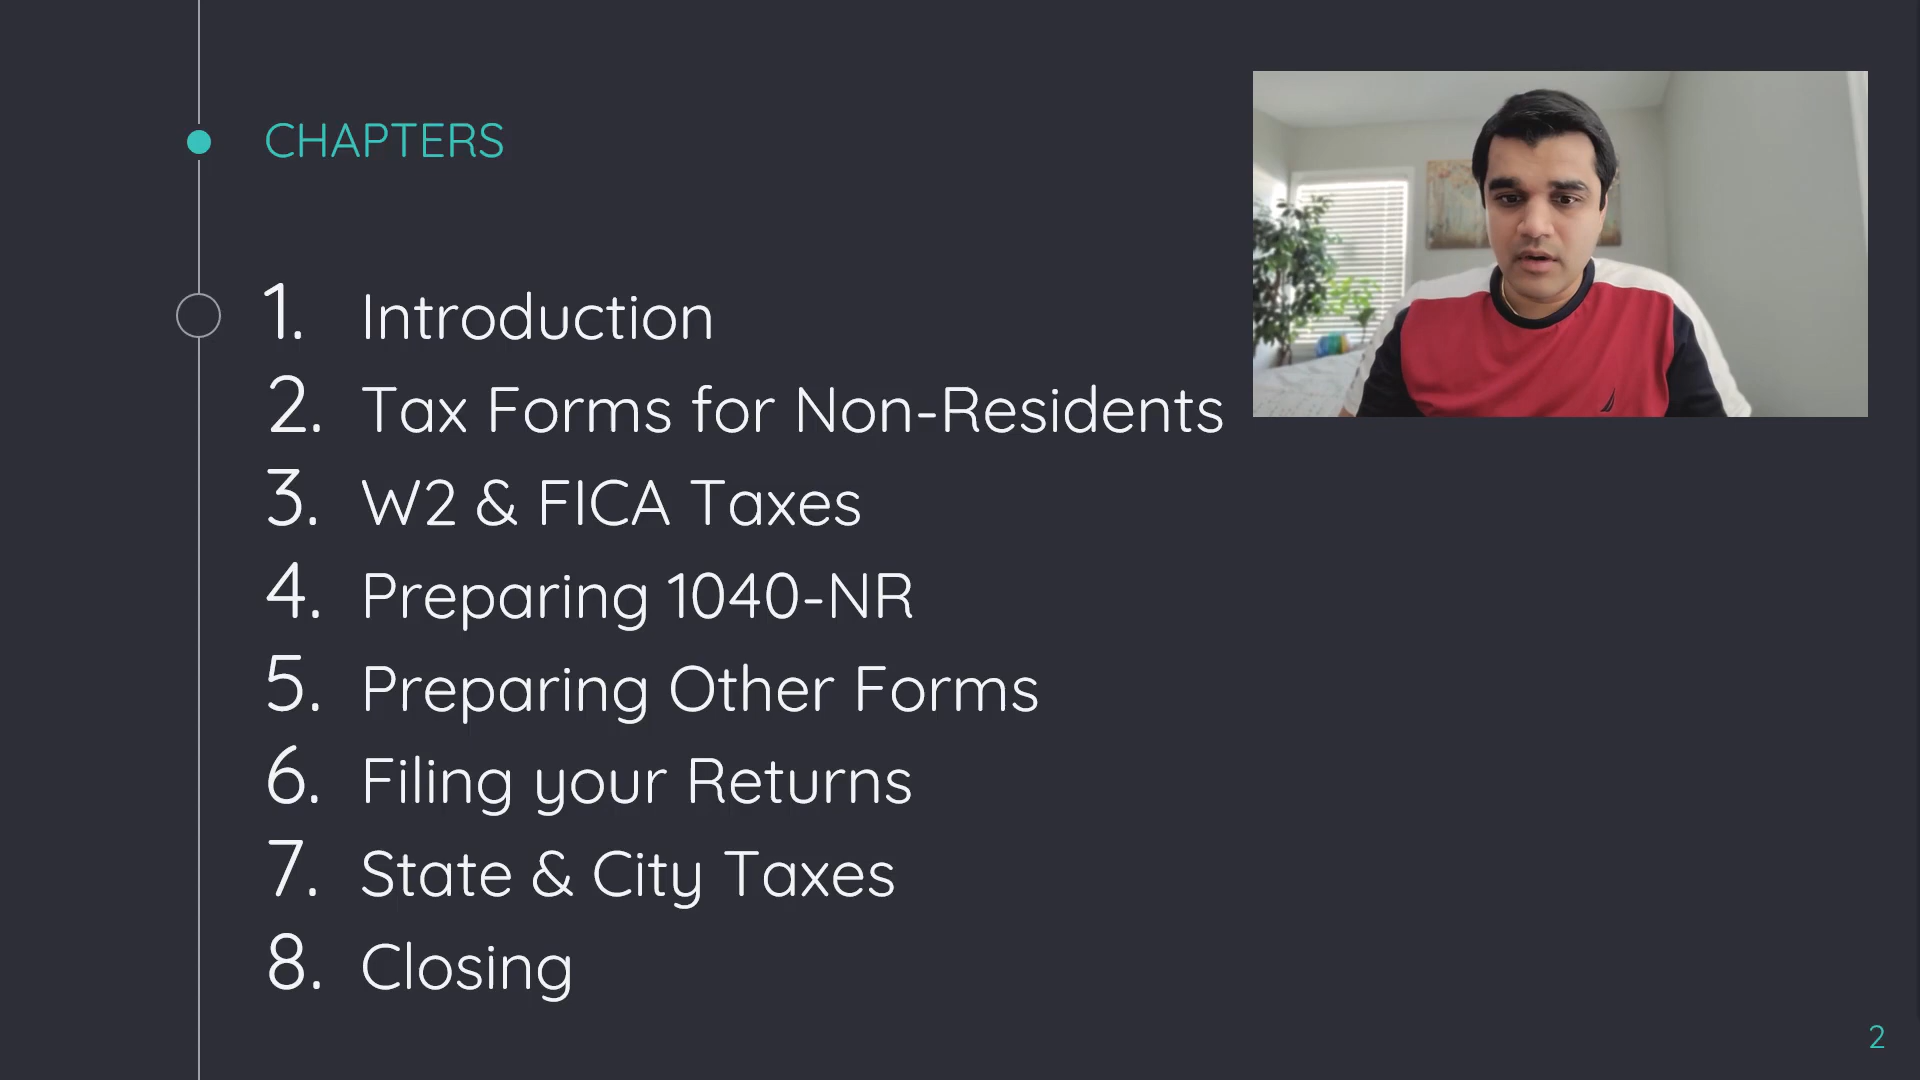 CHAPTERS
1. Introduction
2. Tax Forms for Non-Residents
3. W2 & FICA Taxes
4. Preparing 1040-NR
5. Preparing Other Forms
6. Filing your Returns
7. State & City Taxes
8. Closing
2